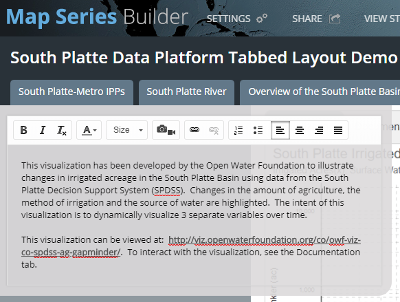 Map Series Builder SETTINGS SHARE VIEW ST
South Platte Data Platform Tabbed Layout Demo
South Platte-Metro IPPs South Platte River Overview of the South Platte Basin
B I Ix A Size
This visualization has been developed by the Open Water Foundation to illustrate
changes in irrigated acreage in the South Platte Basin using data from the South
Platte Decision Support System (SPDSS). Changes in the amount of agriculture, the
method of irrigation and the source of water are highlighted. The intent of this
visualization is to dynamically visualize 3 separate variables over time.
This visualization can be viewed at: http://viz.openwaterfoundation.org/co/owf-viz-
co-spdss-ag-gapminder/. To interact with the visualization, see the Documentation
tab.
South Platte Irrigated